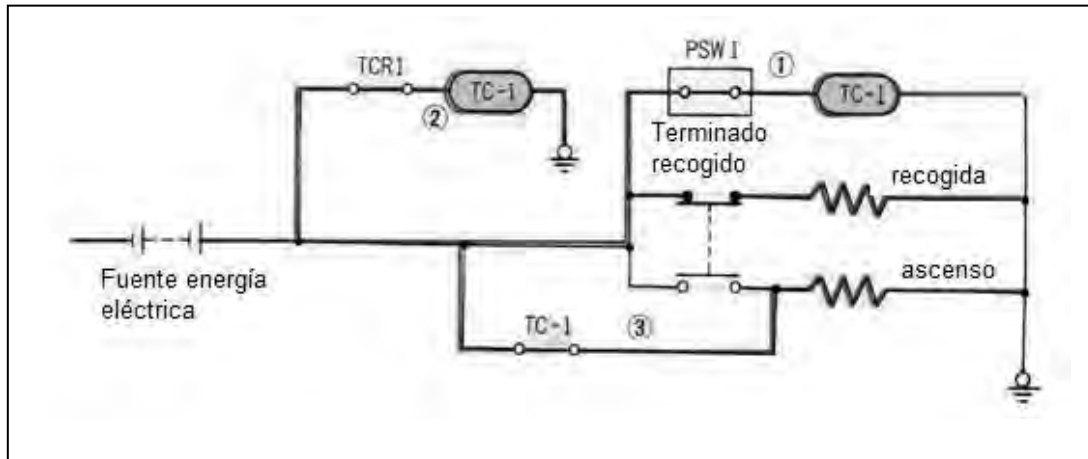 TCR1
TC-1
②
PSW1
①
TC-1
Terminado
recogido
recogida
ascenso
Fuente energía
eléctrica
TC-1
③